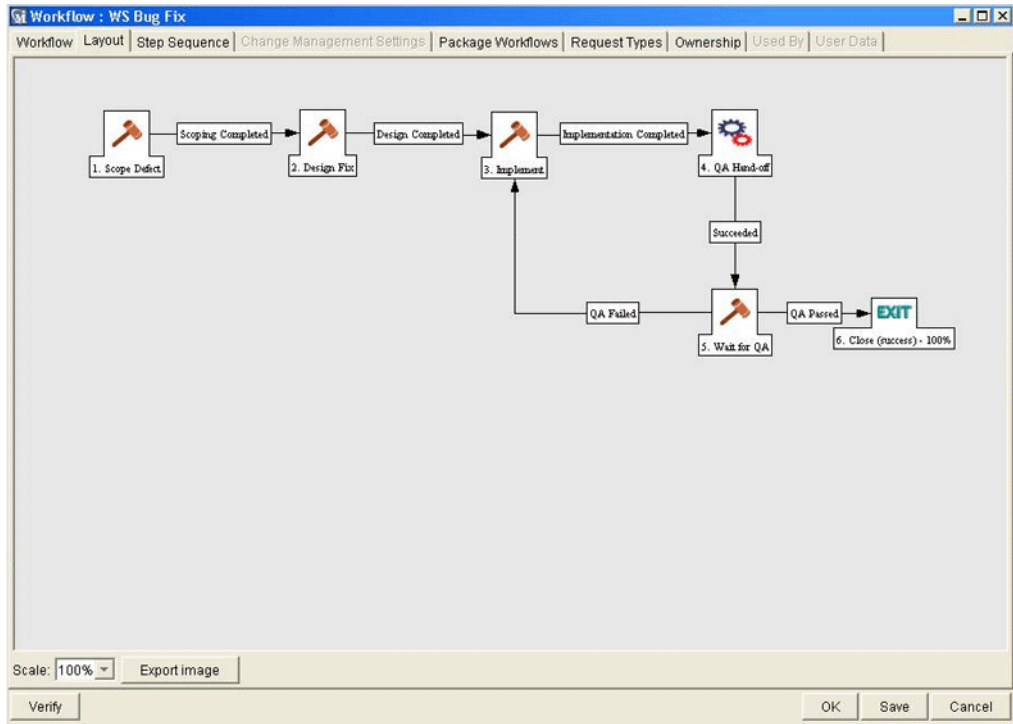 Workflow : WS Bug Fix
Workflow Layout Step Sequence Change Management Settings Package Workflows Request Types Ownership Used By User Data
Scoping Completed Design Completed Implementation Completed
1. Scope Defect 2. Design Fix 3. Implement 4. QA Hand-off
Succeeded
QA Failed QA Passed EXIT
5. Wait for QA 6. Close (success) - 100%
Scale: 100% Export image
Verify OK Save Cancel